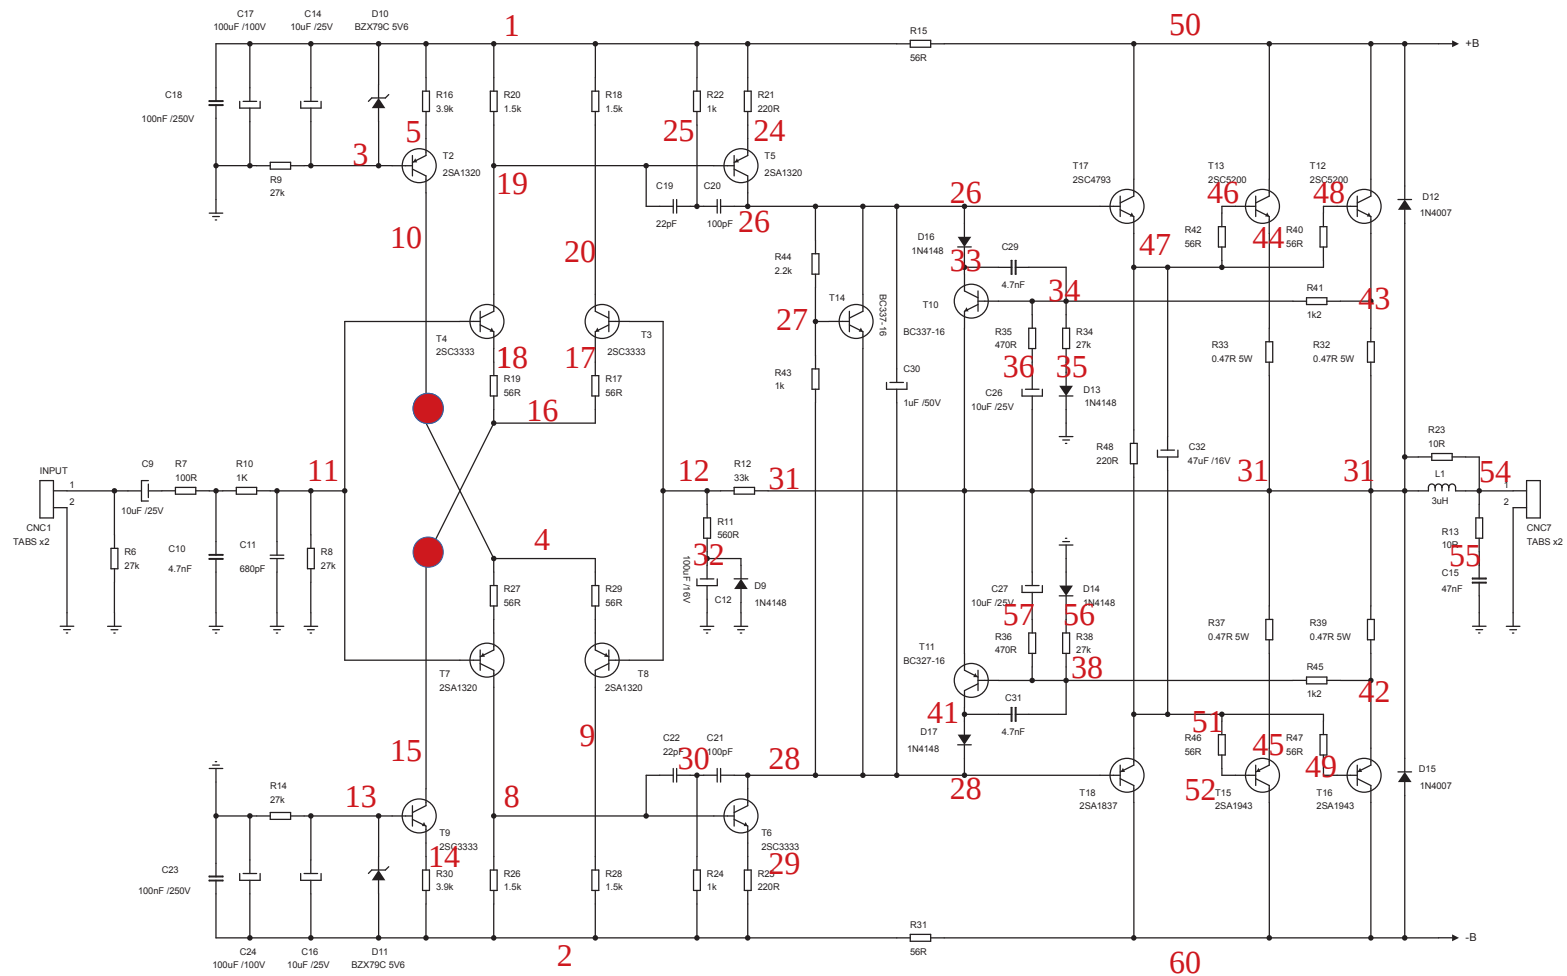 C17
100uF /100V
C14
10uF /25V
D10
BZX79C 5V6
1
R15
56R
50
+B
C18
100nF /250V
R16
3.9k
R20
1.5k
R18
1.5k
R22
1k
R21
220R
5
25
24
3
T2
2SA1320
T5
2SA1320
R9
27k
19
C19
22pF
C20
100pF
26
26
T17
2SC4793
T13
2SC5200
T12
2SC5200
46
48
D12
1N4007
10
20
R44
2.2k
D16
1N4148
33
C29
4.7nF
47
R42
56R
44
R40
56R
T14
BC337-16
27
T10
BC337-16
34
R41
1k2
43
T4
2SC3333
T3
2SC3333
18
17
R19
56R
R17
56R
R43
1k
C30
1uF /50V
R35
470R
R34
27k
36
35
C26
10uF /25V
D13
1N4148
R33
0.47R 5W
R32
0.47R 5W
16
R48
220R
C32
47uF /16V
R23
10R
INPUT
1
2
CNC1
TABS x2
C9
10uF /25V
R7
100R
R10
1K
11
12
R12
33k
31
31
31
L1
3uH
54
1
2
CNC7
TABS x2
R6
27k
C10
4.7nF
C11
680pF
R8
27k
4
R11
560R
32
100uF /16V
C12
D9
1N4148
R13
10R
55
C15
47nF
R27
56R
R29
56R
C27
10uF /25V
D14
1N4148
57
56
R36
470R
R38
27k
R37
0.47R 5W
R39
0.47R 5W
T7
2SA1320
T8
2SA1320
T11
BC327-16
38
R45
1k2
42
41
C31
4.7nF
D17
1N4148
15
9
C22
22pF
30
C21
100pF
28
28
51
R46
56R
45
R47
56R
49
52
T18
2SA1837
T15
2SA1943
T16
2SA1943
D15
1N4007
R14
27k
13
8
T9
2SC3333
T6
2SC3333
14
29
C23
100nF /250V
R30
3.9k
R26
1.5k
R28
1.5k
R24
1k
R25
220R
C24
100uF /100V
C16
10uF /25V
D11
BZX79C 5V6
2
R31
56R
60
-B